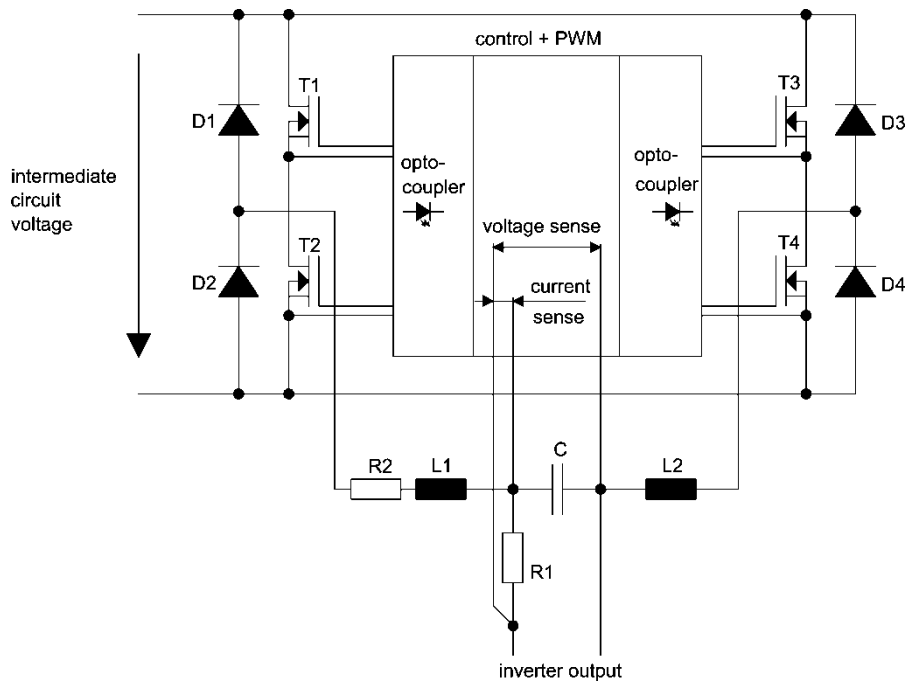 control + PWM
T1
T3
D1
D3
opto-
coupler
opto-
coupler
intermediate
circuit
voltage
voltage sense
T2
T4
D2
D4
current
sense
C
R2
L1
L2
R1
inverter output